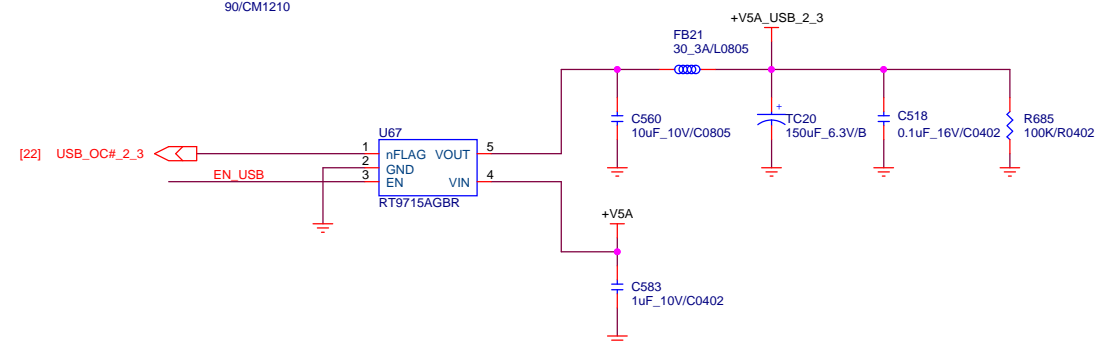 90/CM1210
+V5A_USB_2_3
FB21
30_3A/L0805
C560
10uF_10V/C0805
+
TC20
150uF_6.3V/B
C518
0.1uF_16V/C0402
R685
100K/R0402
U67
[22] USB_OC#_2_3
1 nFLAG VOUT 5
2 GND
EN_USB 3 EN VIN 4
RT9715AGBR
+V5A
C583
1uF_10V/C0402